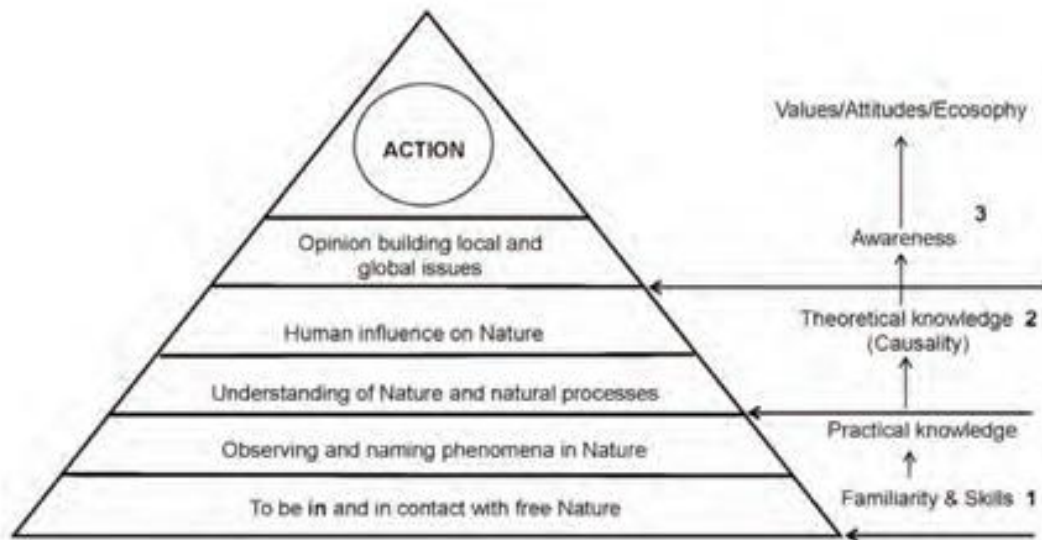 ACTION
Opinion building local and
global issues
Human influence on Nature
Understanding of Nature and natural processes
Observing and naming phenomena in Nature
To be in and in contact with free Nature
Values/Attitudes/Ecosophy
3
Awareness
Theoretical knowledge 2
(Causality)
Practical knowledge
Familiarity & Skills 1